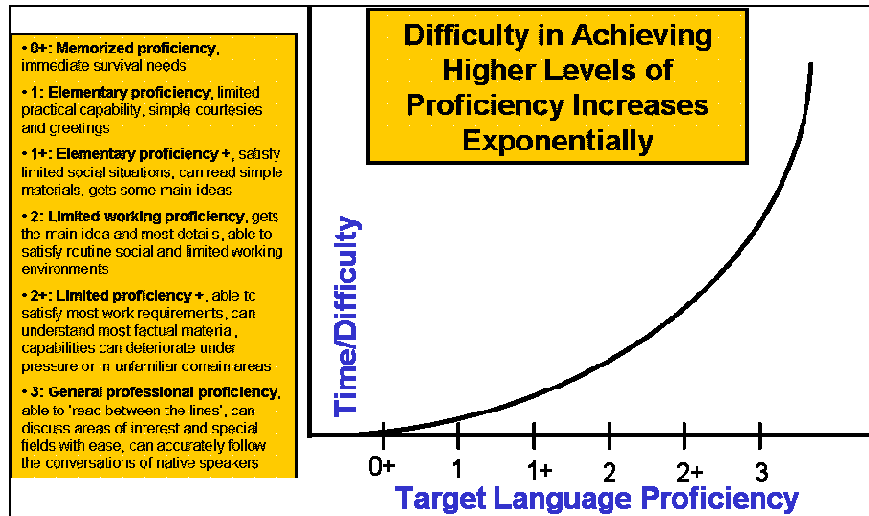 • 0+: Memorized proficiency,
immediate survival needs
• 1: Elementary proficiency, limited
practical capability, simple courtesies
and greetings
• 1+: Elementary proficiency +, satisfy
limited social situations, can read simple
materials, gets some main ideas
• 2: Limited working proficiency, gets
the main idea and most details, able to
satisfy routine social and limited working
environments
• 2+: Limited proficiency +, able to
satisfy most work requirements, can
understand most factual material,
capabilities can deteriorate under
pressure or in unfamiliar domain areas
• 3: General professional proficiency,
able to 'read between the lines', can
discuss areas of interest and special
fields with ease, can accurately follow
the conversations of native speakers
Difficulty in Achieving
Higher Levels of
Proficiency Increases
Exponentially
Time/Difficulty
0+ 1 1+ 2 2+ 3
Target Language Proficiency